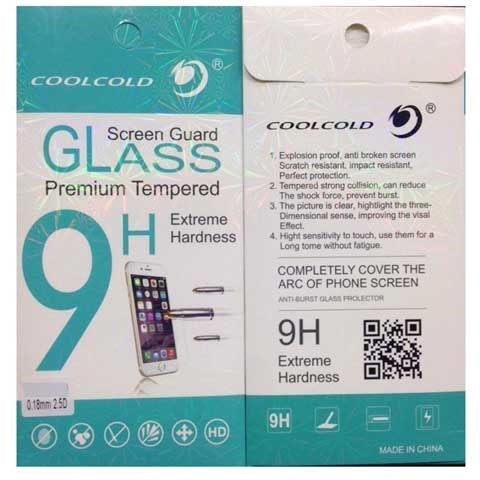 COOLCOLD ®
Screen Guard
GLASS
Premium Tempered
9H Extreme
Hardness
0.18mm 2.5D
HD
COOLCOLD ®
1. Explosion proof, anti broken screen
Scratch resistant, impact resistant,
Perfect protection.
2. Tempered strong collision, can reduce
The shock force, prevent burst.
3. The picture is clear, hightlight the three-
Dimensional sense, improving the visal
Effect.
4. Hight sensitivity to touch, use them for a
Long tome without fatigue.
COMPLETELY COVER THE
ARC OF PHONE SCREEN
ANTI-BURST GLASS PROLECTOR
9H
Extreme
Hardness
9H
MADE IN CHINA